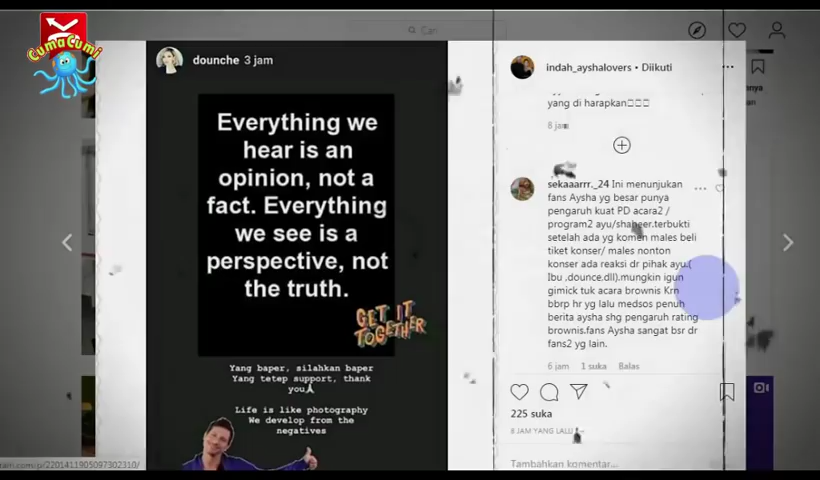 CumaCumi
Cari
dounche 3 jam
Everything we
hear is an
opinion, not a
fact. Everything
we see is a
perspective, not
the truth.
GET IT
TOGETHER
Yang baper, silahkan baper
Yang tetep support, thank
you
Life is like photography
We develop from the
negatives
indah_ayshalovers • Diikuti
yang di harapkan
8 jam
sekaaarrr._24 Ini menunjukan
fans Aysha yg besar punya
pengaruh kuat PD acara2 /
program2 ayu/shaheer.terbukti
setelah ada yg komen males beli
tiket konser/ males nonton
konser ada reaksi dr pihak ayu.(
Ibu ,dounce.dll).mungkin igun
gimick tuk acara brownis Krn
bbrp hr yg lalu medsos penuh
berita aysha shg pengaruh rating
brownis.fans Aysha sangat bsr dr
fans2 yg lain.
6 jam 1 suka Balas
225 suka
8 JAM YANG LALU
Tambahkan komentar...
am.com/p/2201411905097302310/